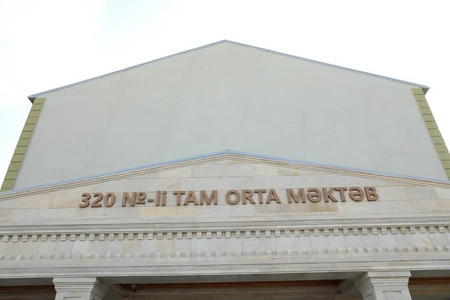 320 №-li TAM ORTA MƏKTƏB